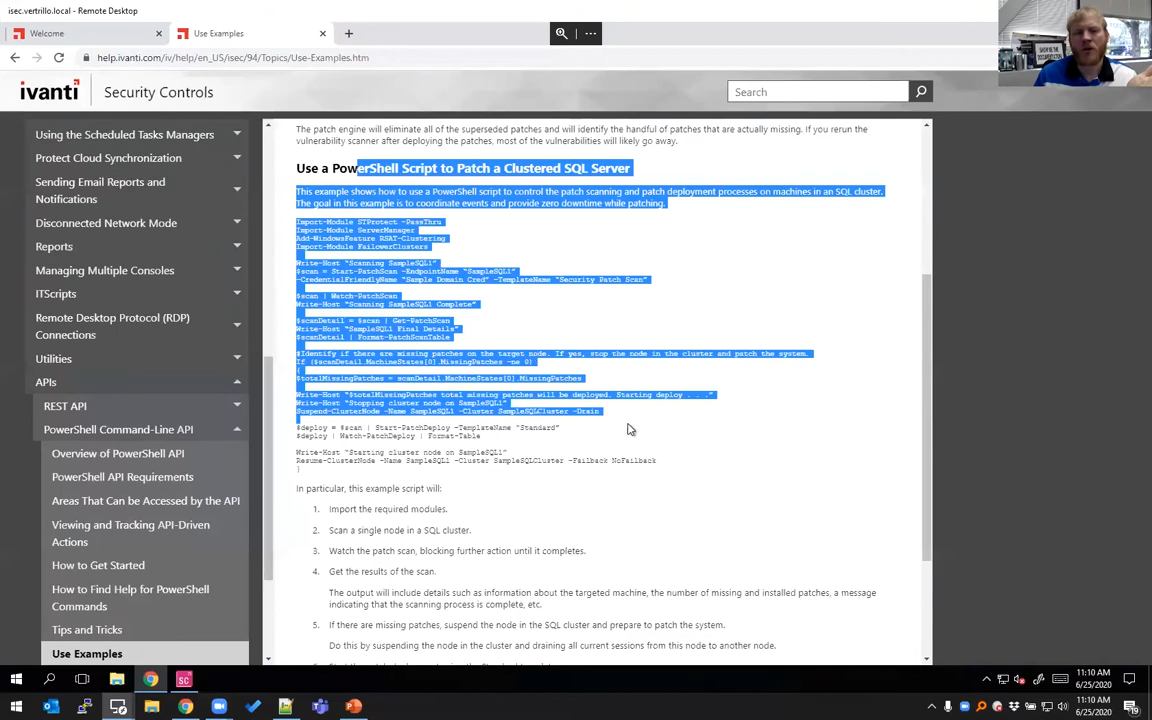 isec.vertrillo.local - Remote Desktop
Welcome
Use Examples
help.ivanti.com/iv/help/en_US/isec/94/Topics/Use-Examples.htm
ivanti
Security Controls
Search
Using the Scheduled Tasks Managers
Protect Cloud Synchronization
Sending Email Reports and
Notifications
Disconnected Network Mode
Reports
Managing Multiple Consoles
ITScripts
Remote Desktop Protocol (RDP)
Connections
Utilities
APIs
REST API
PowerShell Command-Line API
Overview of PowerShell API
PowerShell API Requirements
Areas That Can be Accessed by the API
Viewing and Tracking API-Driven
Actions
How to Get Started
How to Find Help for PowerShell
Commands
Tips and Tricks
Use Examples
The patch engine will eliminate all of the superseded patches and will identify the handful of patches that are actually missing. If you rerun the
vulnerability scanner after deploying the patches, most of the vulnerabilities will likely go away.
Use a PowerShell Script to Patch a Clustered SQL Server
This example shows how to use a PowerShell script to control the patch scanning and patch deployment processes on machines in an SQL cluster.
The goal in this example is to coordinate events and provide zero downtime while patching.
Import-Module STProtect -PassThru
Import-Module ServerManager
Add-WindowsFeature RSAT-Clustering
Import-Module FailoverClusters
Write-Host "Scanning SampleSQL1"
$scan = Start-PatchScan -EndpointName "SampleSQL1"
-CredentialFriendlyName "Sample Domain Cred" -TemplateName "Security Patch Scan"
$scan | Watch-PatchScan
Write-Host "Scanning SampleSQL1 Complete"
$scanDetail = $scan | Get-PatchScan
Write-Host "SampleSQL1 Final Details"
$scanDetail | Format-PatchScanTable
#Identify if there are missing patches on the target node. If yes, stop the node in the cluster and patch the system.
If ($scanDetail.MachineStates[0].MissingPatches -ne 0)
{
$totalMissingPatches = scanDetail.MachineStates[0].MissingPatches
Write-Host "$totalMissingPatches total missing patches will be deployed. Starting deploy . . ."
Write-Host "Stopping cluster node on SampleSQL1"
Suspend-ClusterNode -Name SampleSQL1 -Cluster SampleSQLCluster -Drain
$deploy = $scan | Start-PatchDeploy -TemplateName "Standard"
$deploy | Watch-PatchDeploy | Format-Table
Write-Host "Starting cluster node on SampleSQL1"
Resume-ClusterNode -Name SampleSQL1 -Cluster SampleSQLCluster -Failback NoFailback
}
In particular, this example script will:
1. Import the required modules.
2. Scan a single node in a SQL cluster.
3. Watch the patch scan, blocking further action until it completes.
4. Get the results of the scan.
The output will include details such as information about the targeted machine, the number of missing and installed patches, a message
indicating that the scanning process is complete, etc.
5. If there are missing patches, suspend the node in the SQL cluster and prepare to patch the system.
Do this by suspending the node in the cluster and draining all current sessions from this node to another node.
11:10 AM
6/25/2020
11:10 AM
6/25/2020